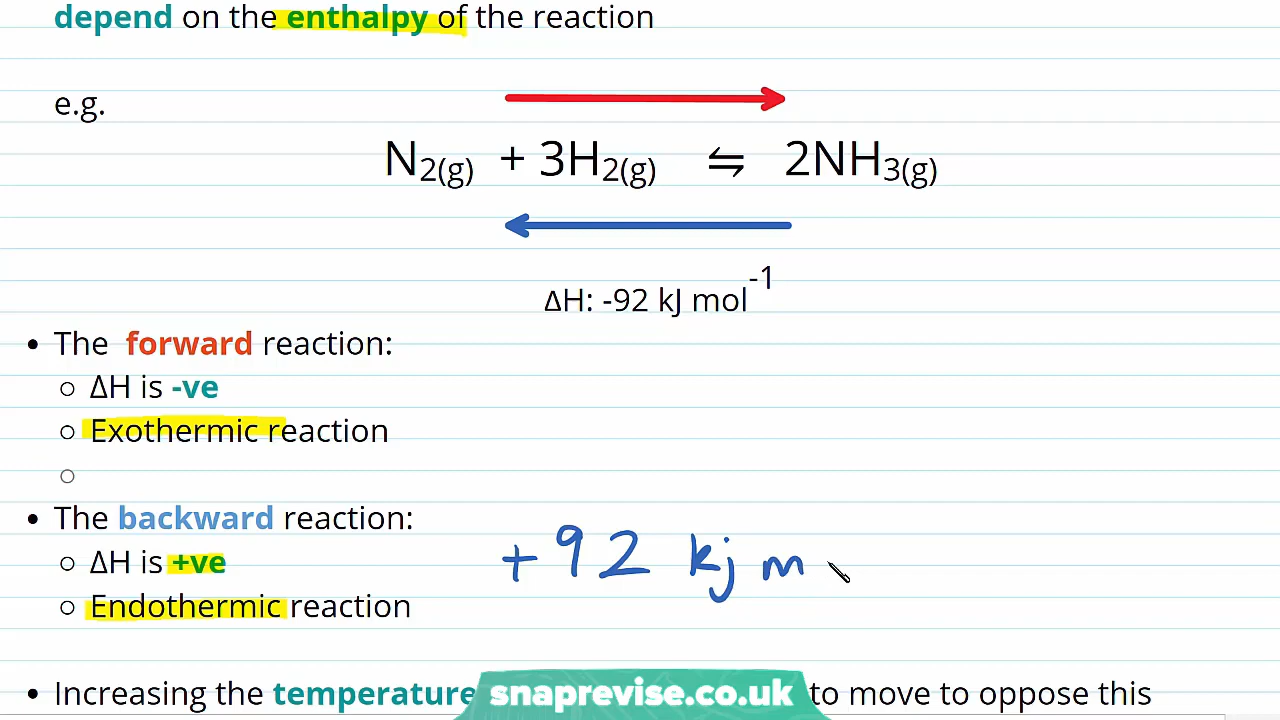 depend on the enthalpy of the reaction
e.g.
N2(g) + 3H2(g) ⇋ 2NH3(g)
ΔH: -92 kJ mol-1
• The forward reaction:
○ ΔH is -ve
○ Exothermic reaction
○
• The backward reaction:
○ ΔH is +ve
+92 kj m
○ Endothermic reaction
• Increasing the temperature to move to oppose this
snaprevise.co.uk